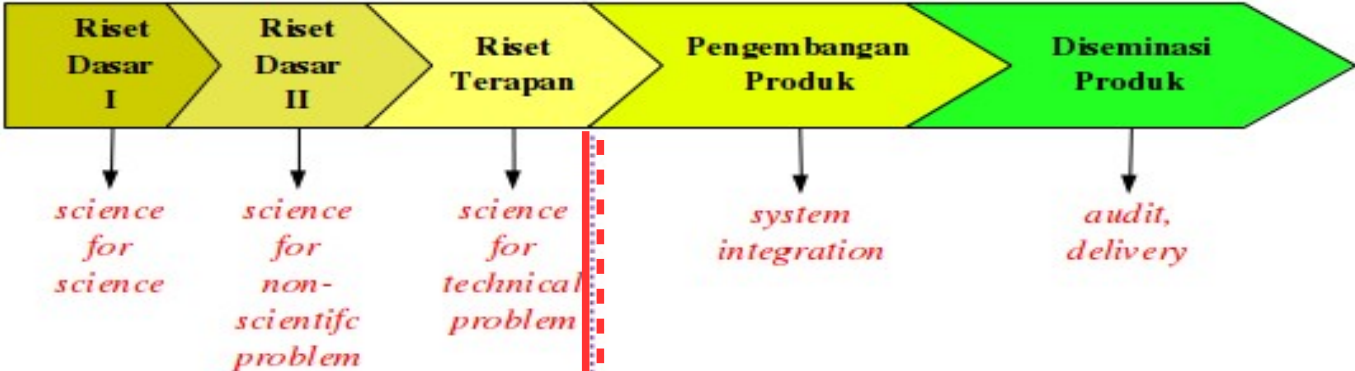 Riset
Dasar
I
Riset
Dasar
II
Riset
Terapan
Pengembangan
Produk
Diseminasi
Produk
science
for
science
science
for
non-
scientifc
problem
science
for
technical
problem
system
integration
audit,
delivery